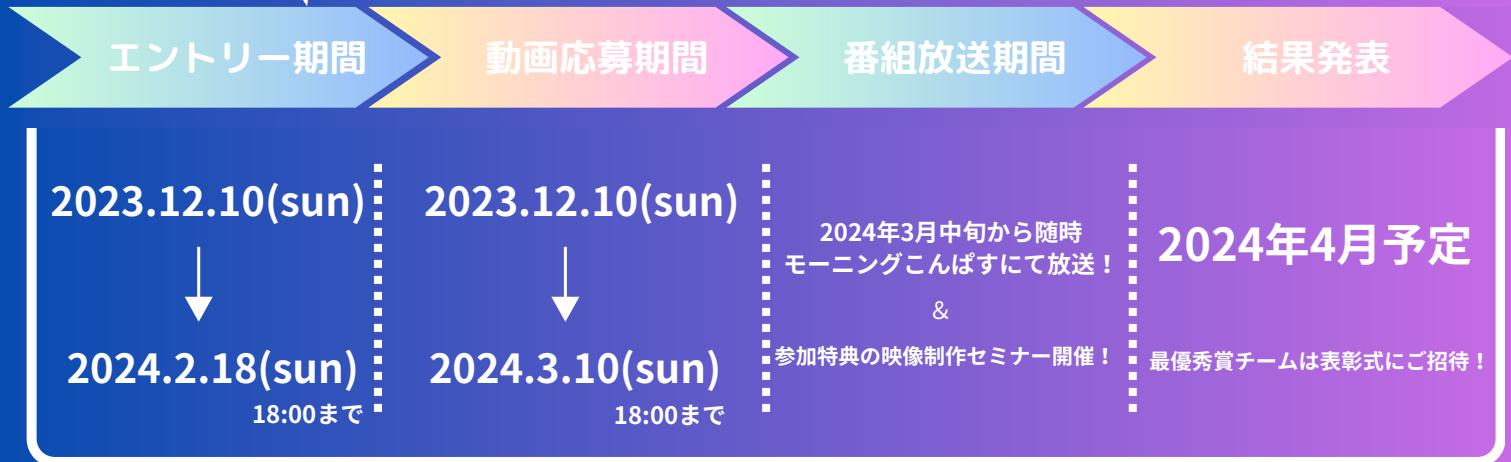 エントリー期間
動画応募期間
番組放送期間
結果発表
2023.12.10(sun)
2024.2.18(sun)
18:00まで
2023.12.10(sun)
2024.3.10(sun)
18:00まで
2024年3月中旬から随時
モーニングこんぱすにて放送！
&
参加特典の映像制作セミナー開催！
2024年4月予定
最優秀賞チームは表彰式にご招待！